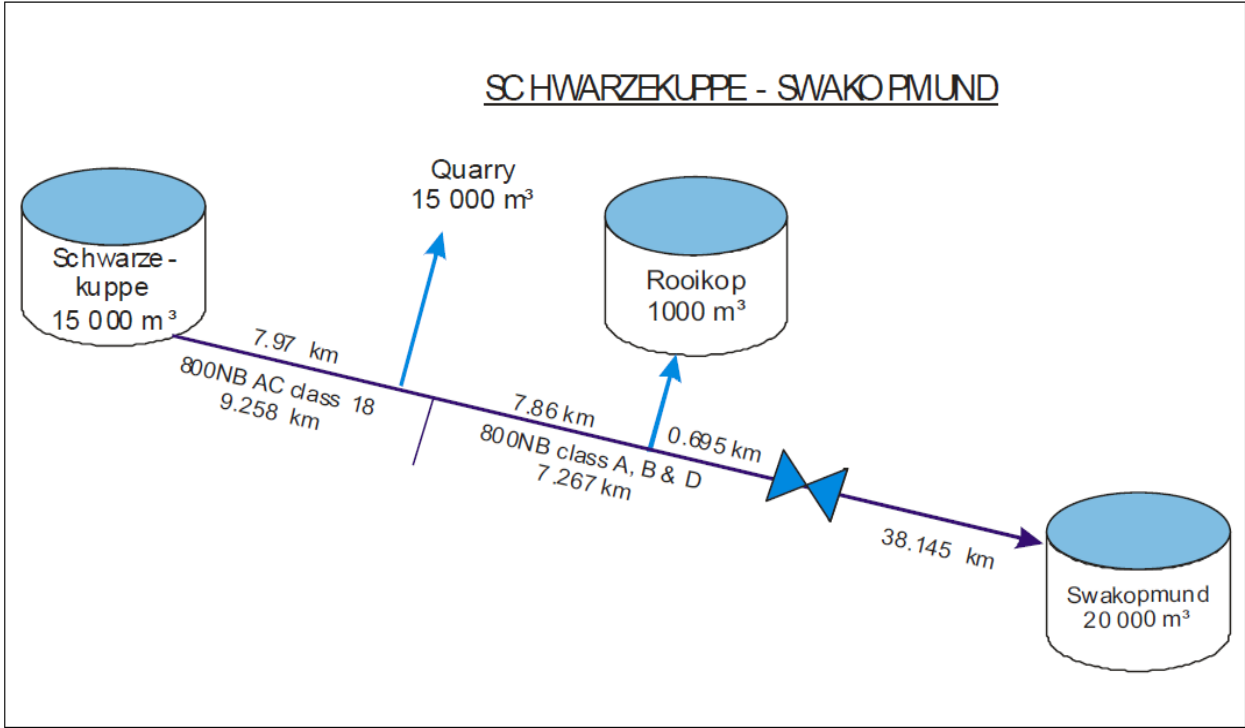 SCHWARZEKUPPE - SWAKOPMUND
Quarry
15 000 m³
Schwarze-
kuppe
15 000 m³
Rooikop
1000 m³
7.97 km
800NB AC class 18
9.258 km
7.86 km
800NB class A, B & D
7.267 km
0.695 km
38.145 km
Swakopmund
20 000 m³